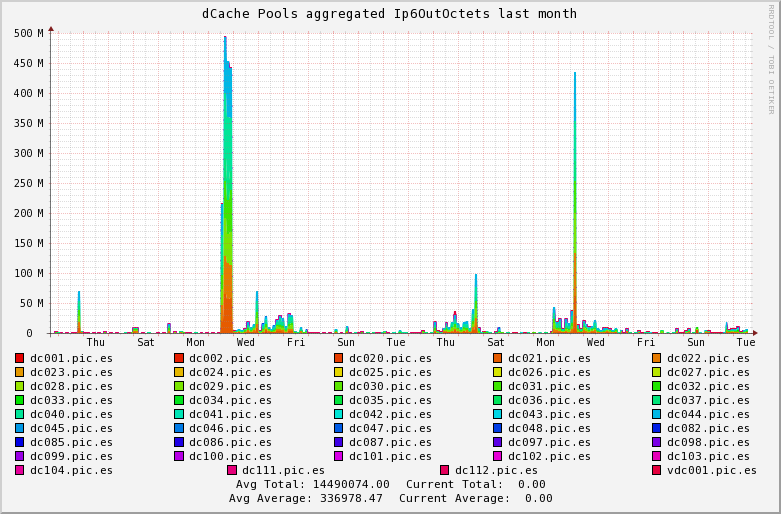 dCache Pools aggregated Ip6OutOctets last month
RRDTOOL / TOBI OETIKER
500 M
450 M
400 M
350 M
300 M
250 M
200 M
150 M
100 M
50 M
0
Thu Sat Mon Wed Fri Sun Tue Thu Sat Mon Wed Fri Sun Tue
dc001.pic.es dc002.pic.es dc020.pic.es dc021.pic.es dc022.pic.es
dc023.pic.es dc024.pic.es dc025.pic.es dc026.pic.es dc027.pic.es
dc028.pic.es dc029.pic.es dc030.pic.es dc031.pic.es dc032.pic.es
dc033.pic.es dc034.pic.es dc035.pic.es dc036.pic.es dc037.pic.es
dc040.pic.es dc041.pic.es dc042.pic.es dc043.pic.es dc044.pic.es
dc045.pic.es dc046.pic.es dc047.pic.es dc048.pic.es dc082.pic.es
dc085.pic.es dc086.pic.es dc087.pic.es dc097.pic.es dc098.pic.es
dc099.pic.es dc100.pic.es dc101.pic.es dc102.pic.es dc103.pic.es
dc104.pic.es dc111.pic.es dc112.pic.es vdc001.pic.es
Avg Total: 14490074.00 Current Total: 0.00
Avg Average: 336978.47 Current Average: 0.00